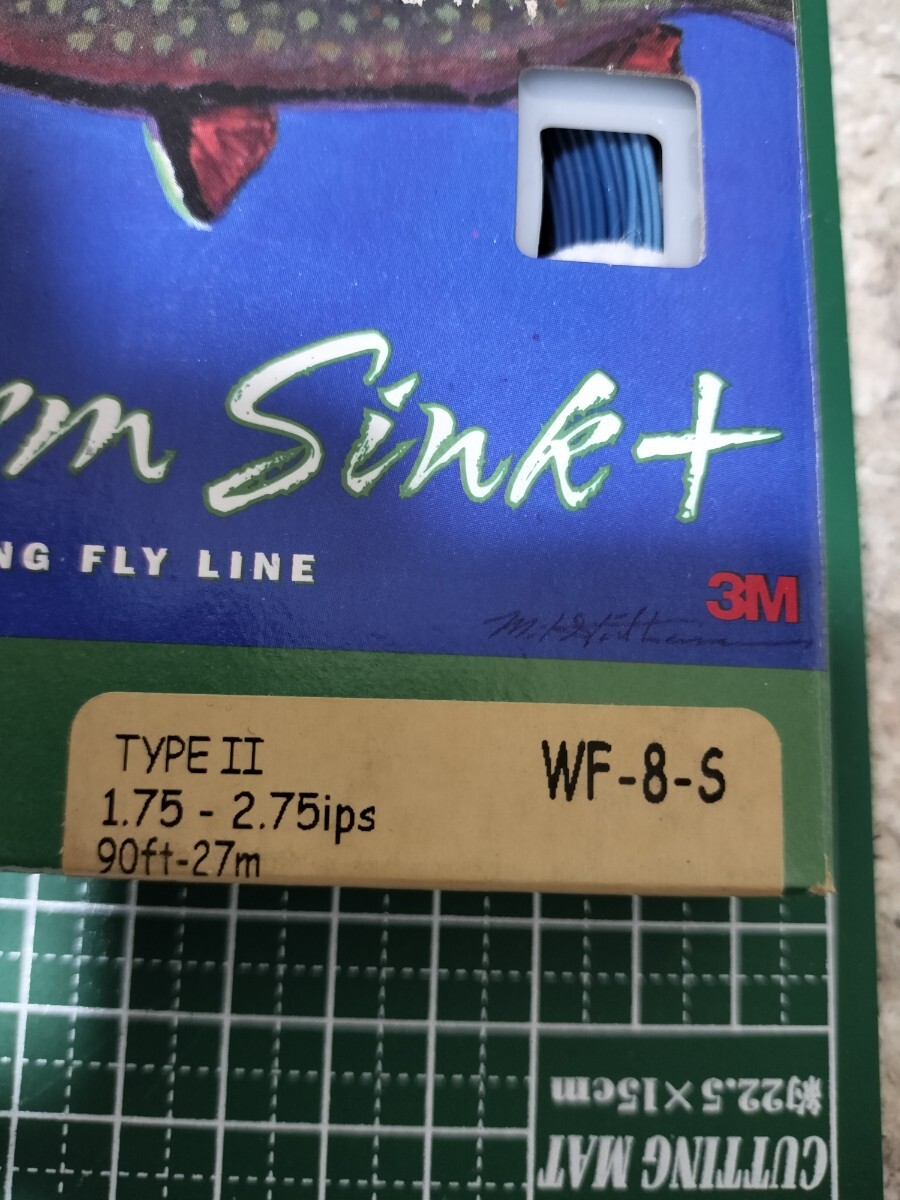 ym Sink+
NG FLY LINE
3M
TYPE II
WF-8-S
1.75 - 2.75ips
90ft-27m
約22.5×15cm
CUTTING MAT